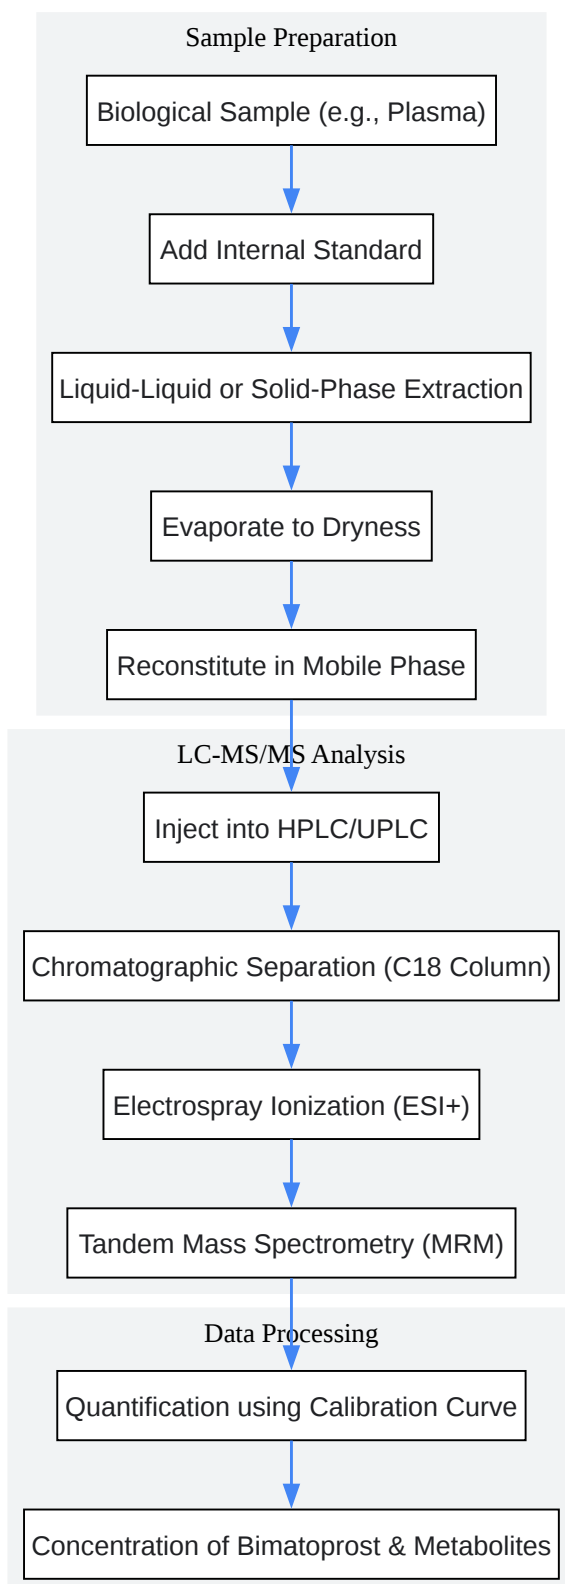 Sample Preparation
Biological Sample (e.g., Plasma)
Add Internal Standard
Liquid-Liquid or Solid-Phase Extraction
Evaporate to Dryness
Reconstitute in Mobile Phase
LC-MS/MS Analysis
Inject into HPLC/UPLC
Chromatographic Separation (C18 Column)
Electrospray Ionization (ESI+)
Tandem Mass Spectrometry (MRM)
Data Processing
Quantification using Calibration Curve
Concentration of Bimatoprost & Metabolites